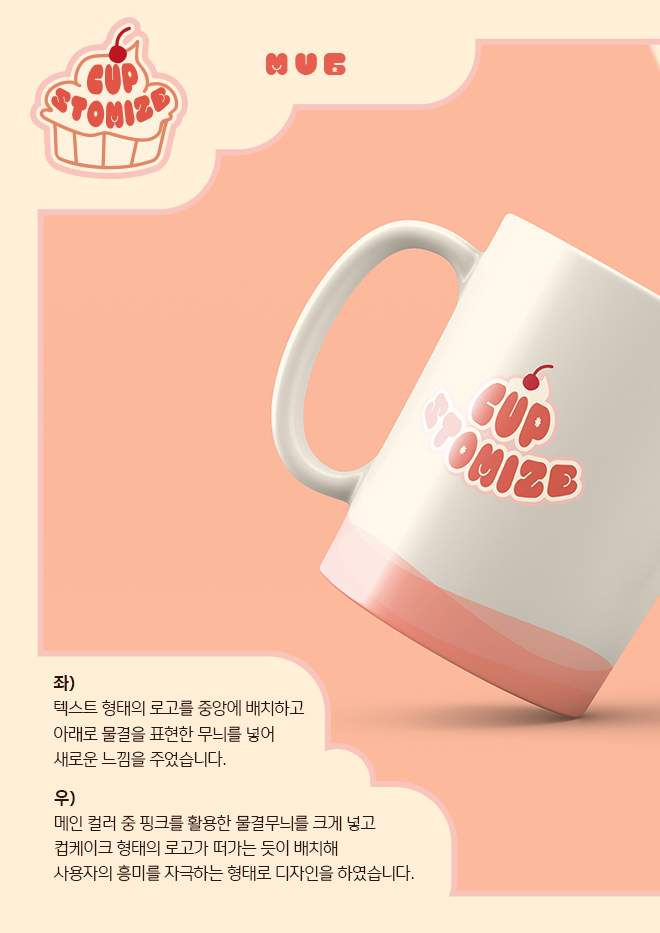 CUP
STOMIZE
MUG
CUP
STOMIZE
좌)
텍스트 형태의 로고를 중앙에 배치하고
아래로 물결을 표현한 무늬를 넣어
새로운 느낌을 주었습니다.
우)
메인 컬러 중 핑크를 활용한 물결무늬를 크게 넣고
컵케이크 형태의 로고가 떠가는 듯이 배치해
사용자의 흥미를 자극하는 형태로 디자인을 하였습니다.